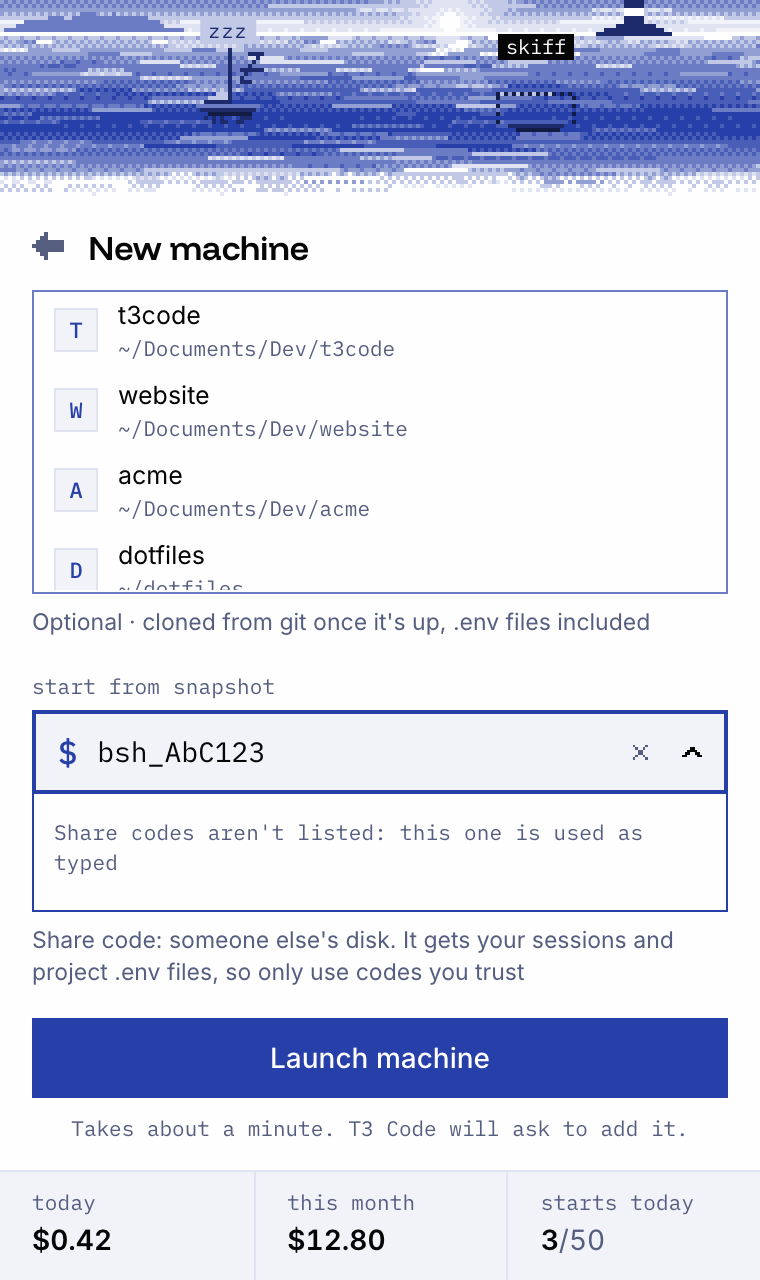 zzz
skiff
New machine
T
t3code
~/Documents/Dev/t3code
W
website
~/Documents/Dev/website
A
acme
~/Documents/Dev/acme
D
dotfiles
~/dotfiles
Optional · cloned from git once it's up, .env files included
start from snapshot
$ bsh_AbC123
Share codes aren't listed: this one is used as
typed
Share code: someone else's disk. It gets your sessions and
project .env files, so only use codes you trust
Launch machine
Takes about a minute. T3 Code will ask to add it.
today
$0.42
this month
$12.80
starts today
3/50